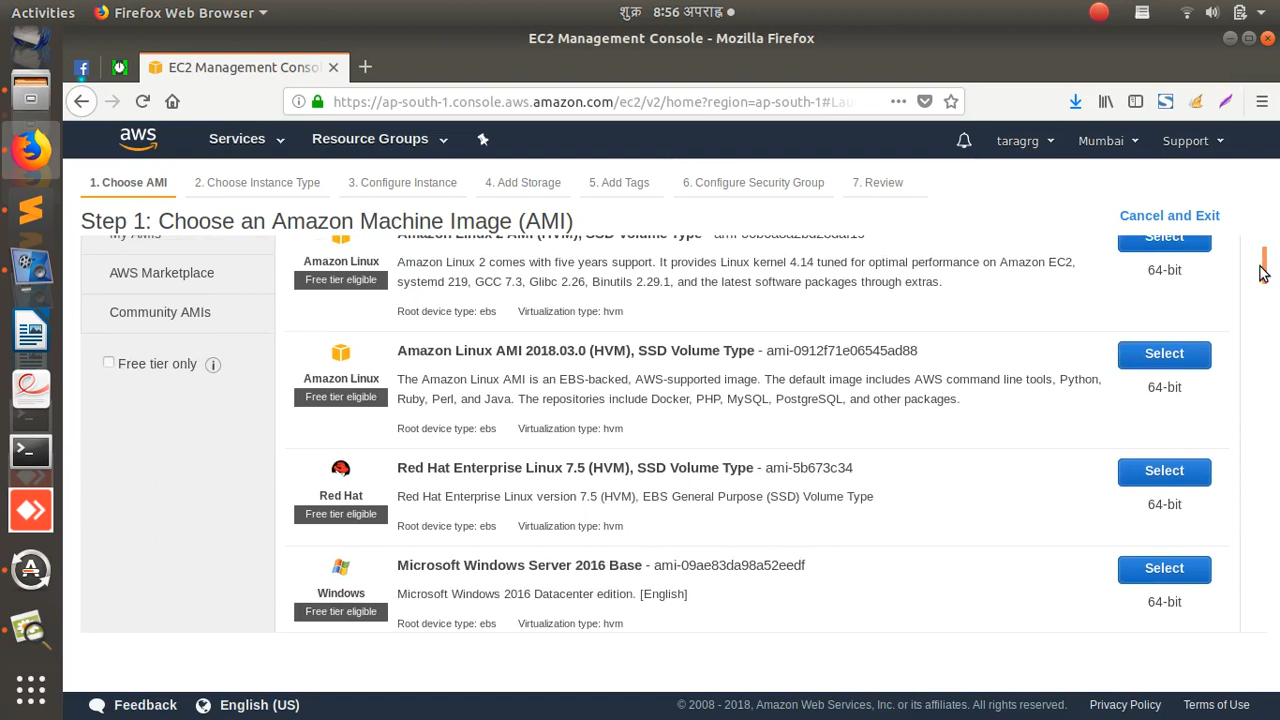 Activities Firefox Web Browser शुक्र 8:56 अपराह्न
EC2 Management Console - Mozilla Firefox
EC2 Management Consol
https://ap-south-1.console.aws.amazon.com/ec2/v2/home?region=ap-south-1#Lau
aws Services Resource Groups taragrg Mumbai Support
1. Choose AMI 2. Choose Instance Type 3. Configure Instance 4. Add Storage 5. Add Tags 6. Configure Security Group 7. Review
Step 1: Choose an Amazon Machine Image (AMI) Cancel and Exit
My AMIs
AWS Marketplace
Community AMIs
Free tier only
Amazon Linux 2 AMI (HVM), SSD Volume Type Select
Amazon Linux
Free tier eligible
Amazon Linux 2 comes with five years support. It provides Linux kernel 4.14 tuned for optimal performance on Amazon EC2,
systemd 219, GCC 7.3, Glibc 2.26, Binutils 2.29.1, and the latest software packages through extras.
64-bit
Root device type: ebs Virtualization type: hvm
Amazon Linux AMI 2018.03.0 (HVM), SSD Volume Type - ami-0912f71e06545ad88 Select
Amazon Linux
Free tier eligible
The Amazon Linux AMI is an EBS-backed, AWS-supported image. The default image includes AWS command line tools, Python,
Ruby, Perl, and Java. The repositories include Docker, PHP, MySQL, PostgreSQL, and other packages.
64-bit
Root device type: ebs Virtualization type: hvm
Red Hat Enterprise Linux 7.5 (HVM), SSD Volume Type - ami-5b673c34 Select
Red Hat
Free tier eligible
Red Hat Enterprise Linux version 7.5 (HVM), EBS General Purpose (SSD) Volume Type
64-bit
Root device type: ebs Virtualization type: hvm
Microsoft Windows Server 2016 Base - ami-09ae83da98a52eedf Select
Windows
Free tier eligible
Microsoft Windows 2016 Datacenter edition. [English]
64-bit
Root device type: ebs Virtualization type: hvm
Feedback English (US) © 2008 - 2018, Amazon Web Services, Inc. or its affiliates. All rights reserved. Privacy Policy Terms of Use